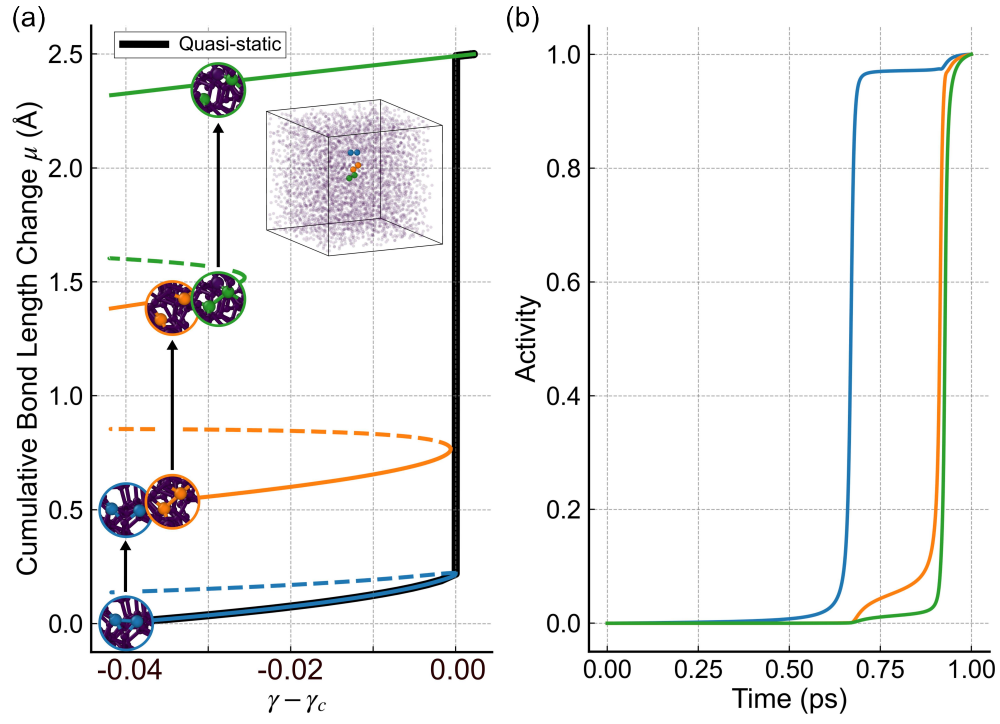 (a)
Quasi-static
Cumulative Bond Length Change μ (Å)
2.5
2.0
1.5
1.0
0.5
0.0
-0.04
-0.02
0.00
γ − γc
(b)
Activity
1.0
0.8
0.6
0.4
0.2
0.0
0.00
0.25
0.50
0.75
1.00
Time (ps)